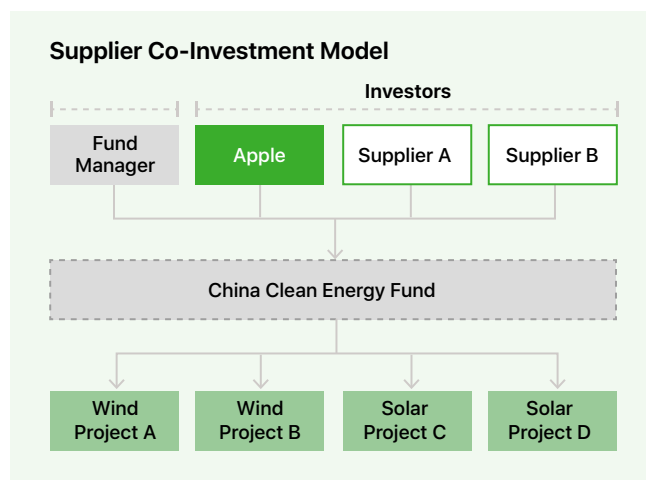 Supplier Co-Investment Model
Investors
Fund
Manager
Apple
Supplier A
Supplier B
China Clean Energy Fund
Wind
Project A
Wind
Project B
Solar
Project C
Solar
Project D